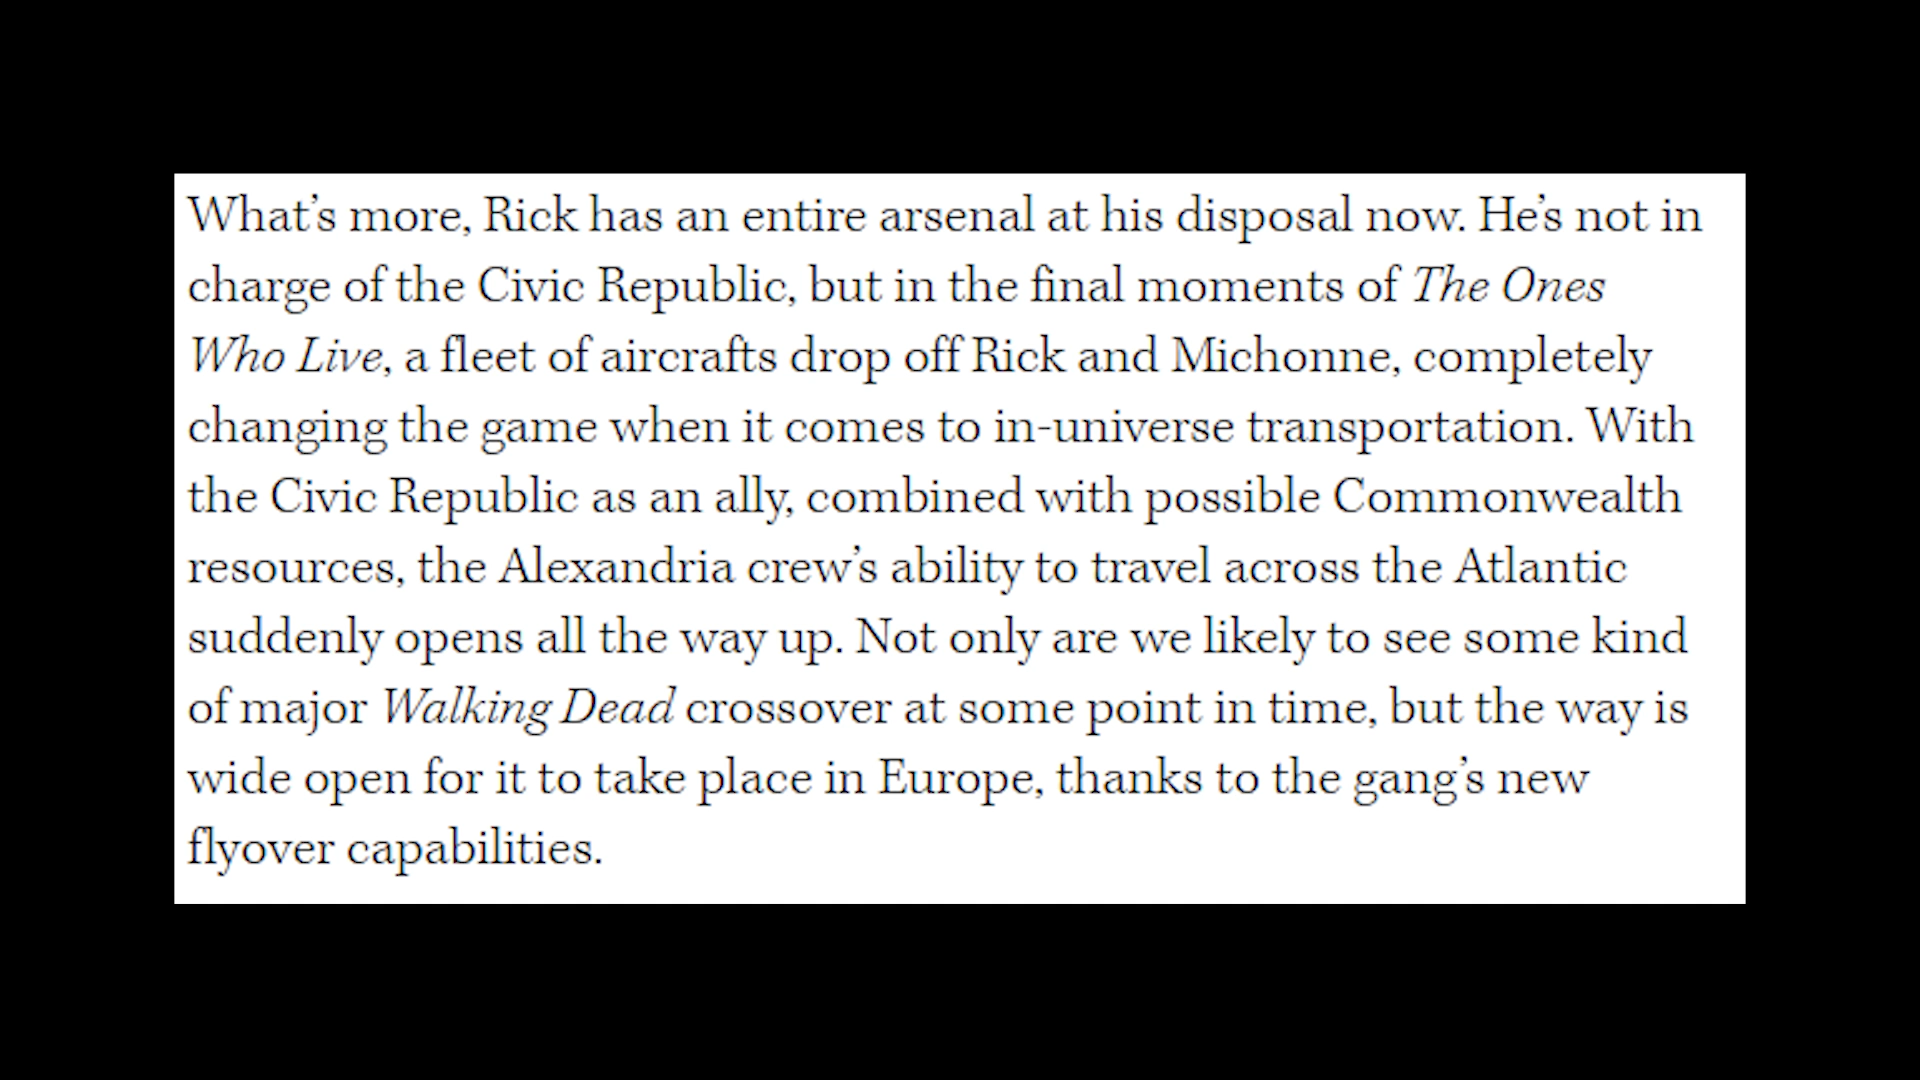 What’s more, Rick has an entire arsenal at his disposal now. He’s not in
charge of the Civic Republic, but in the final moments of The Ones
Who Live, a fleet of aircrafts drop off Rick and Michonne, completely
changing the game when it comes to in-universe transportation. With
the Civic Republic as an ally, combined with possible Commonwealth
resources, the Alexandria crew’s ability to travel across the Atlantic
suddenly opens all the way up. Not only are we likely to see some kind
of major Walking Dead crossover at some point in time, but the way is
wide open for it to take place in Europe, thanks to the gang’s new
flyover capabilities.